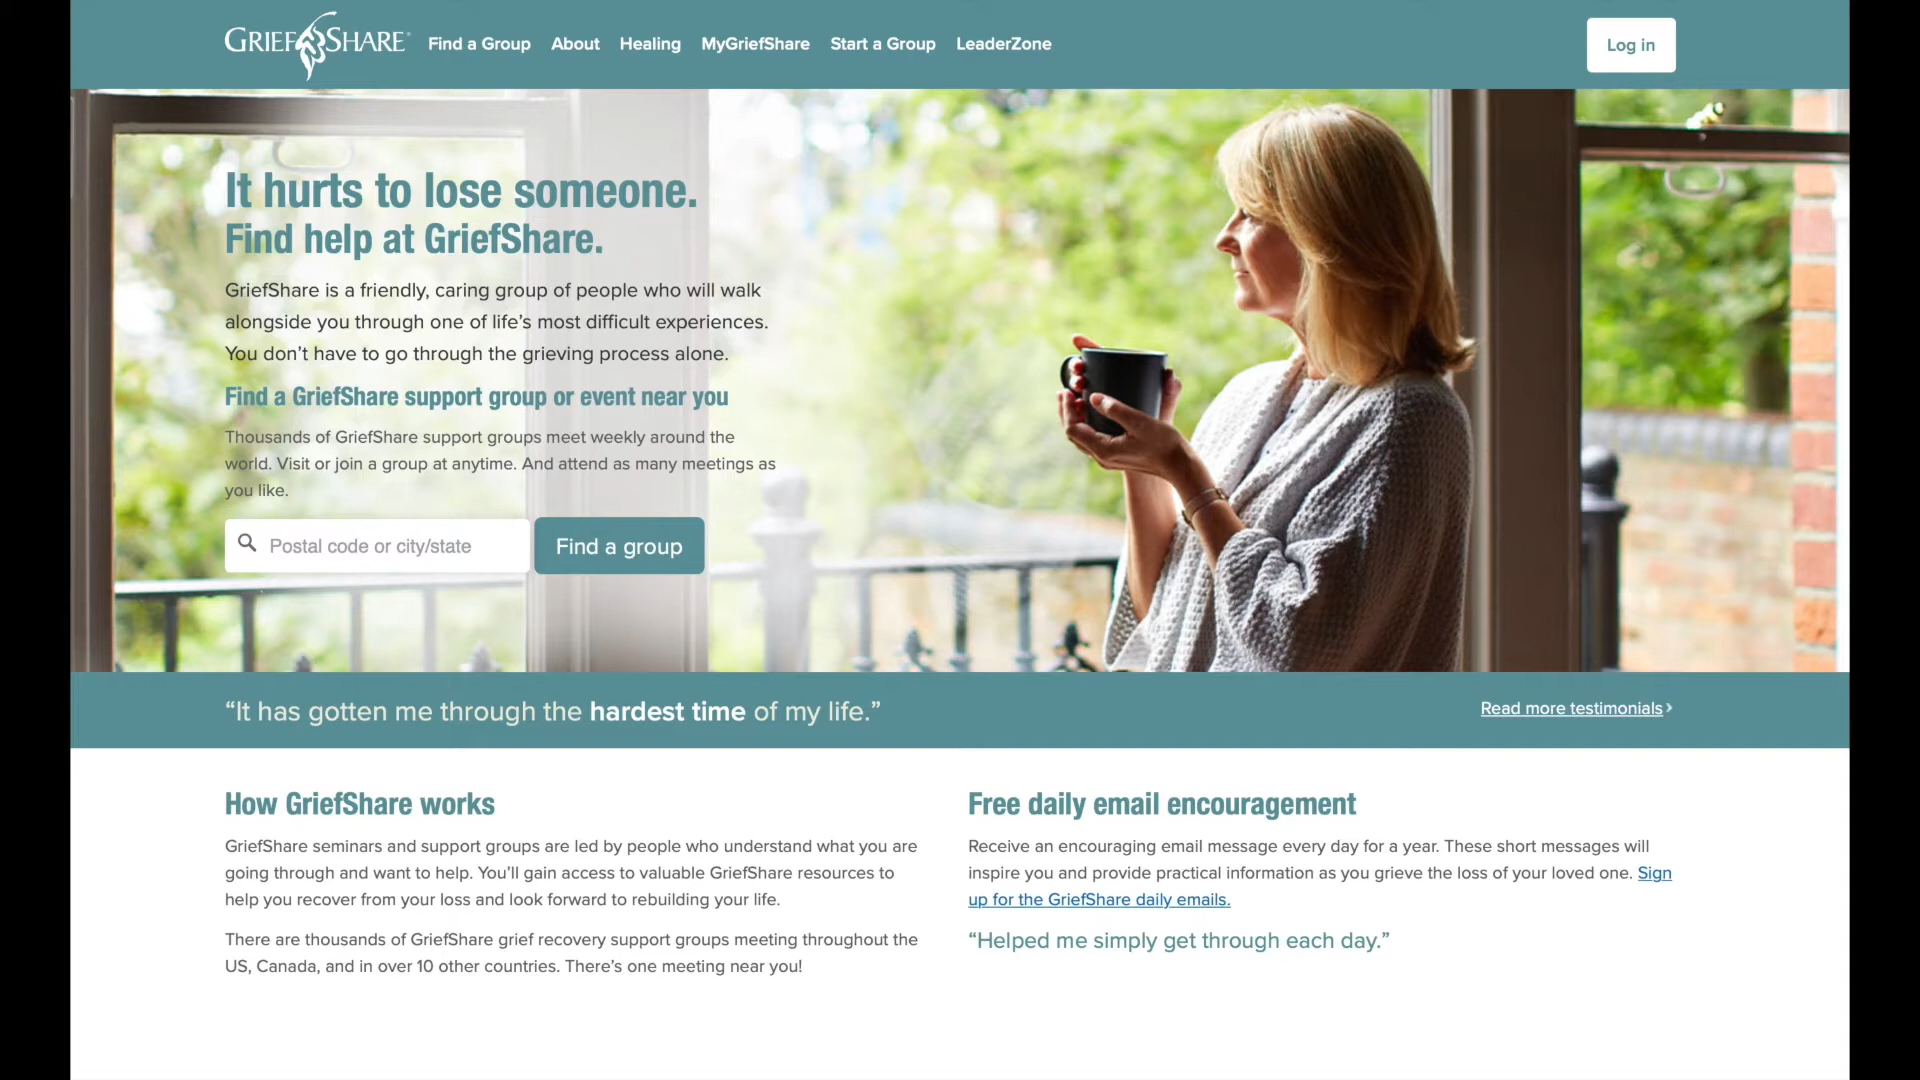 GRIEFSHARE
Find a Group About Healing MyGriefShare Start a Group LeaderZone
Log in
It hurts to lose someone.
Find help at GriefShare.
GriefShare is a friendly, caring group of people who will walk
alongside you through one of life’s most difficult experiences.
You don’t have to go through the grieving process alone.
Find a GriefShare support group or event near you
Thousands of GriefShare support groups meet weekly around the
world. Visit or join a group at anytime. And attend as many meetings as
you like.
Postal code or city/state
Find a group
“It has gotten me through the hardest time of my life.”
Read more testimonials ›
How GriefShare works
GriefShare seminars and support groups are led by people who understand what you are
going through and want to help. You’ll gain access to valuable GriefShare resources to
help you recover from your loss and look forward to rebuilding your life.
There are thousands of GriefShare grief recovery support groups meeting throughout the
US, Canada, and in over 10 other countries. There’s one meeting near you!
Free daily email encouragement
Receive an encouraging email message every day for a year. These short messages will
inspire you and provide practical information as you grieve the loss of your loved one. Sign
up for the GriefShare daily emails.
“Helped me simply get through each day.”